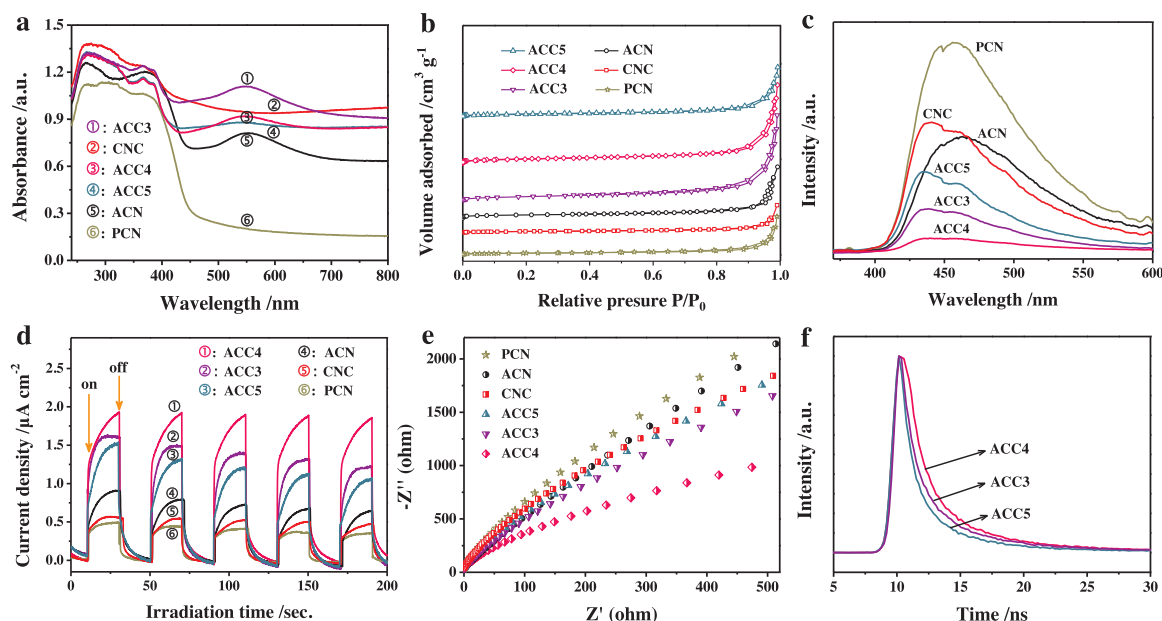 a
Absorbance /a.u.
1.5
1.2
0.9
0.6
0.3
0.0
①
②
③
④
⑤
⑥
①: ACC3
②: CNC
③: ACC4
④: ACC5
⑤: ACN
⑥: PCN
300 400 500 600 700 800
Wavelength /nm
b
Volume adsorbed /cm³ g⁻¹
ACC5 ACN
ACC4 CNC
ACC3 PCN
0.0 0.2 0.4 0.6 0.8 1.0
Relative presure P/P₀
c
Intensity /a.u.
PCN
CNC
ACN
ACC5
ACC3
ACC4
400 450 500 550 600
Wavelength /nm
d
Current density /μA cm⁻²
2.5
2.0
1.5
1.0
0.5
0.0
on
off
①: ACC4 ④: ACN
②: ACC3 ⑤: CNC
③: ACC5 ⑥: PCN
①
②
③
④
⑤
⑥
0 50 100 150 200
Irradiation time /sec.
e
-Z'' (ohm)
2000
1500
1000
500
0
PCN
ACN
CNC
ACC5
ACC3
ACC4
0 100 200 300 400 500
Z' (ohm)
f
Intensity /a.u.
ACC4
ACC3
ACC5
5 10 15 20 25 30
Time /ns